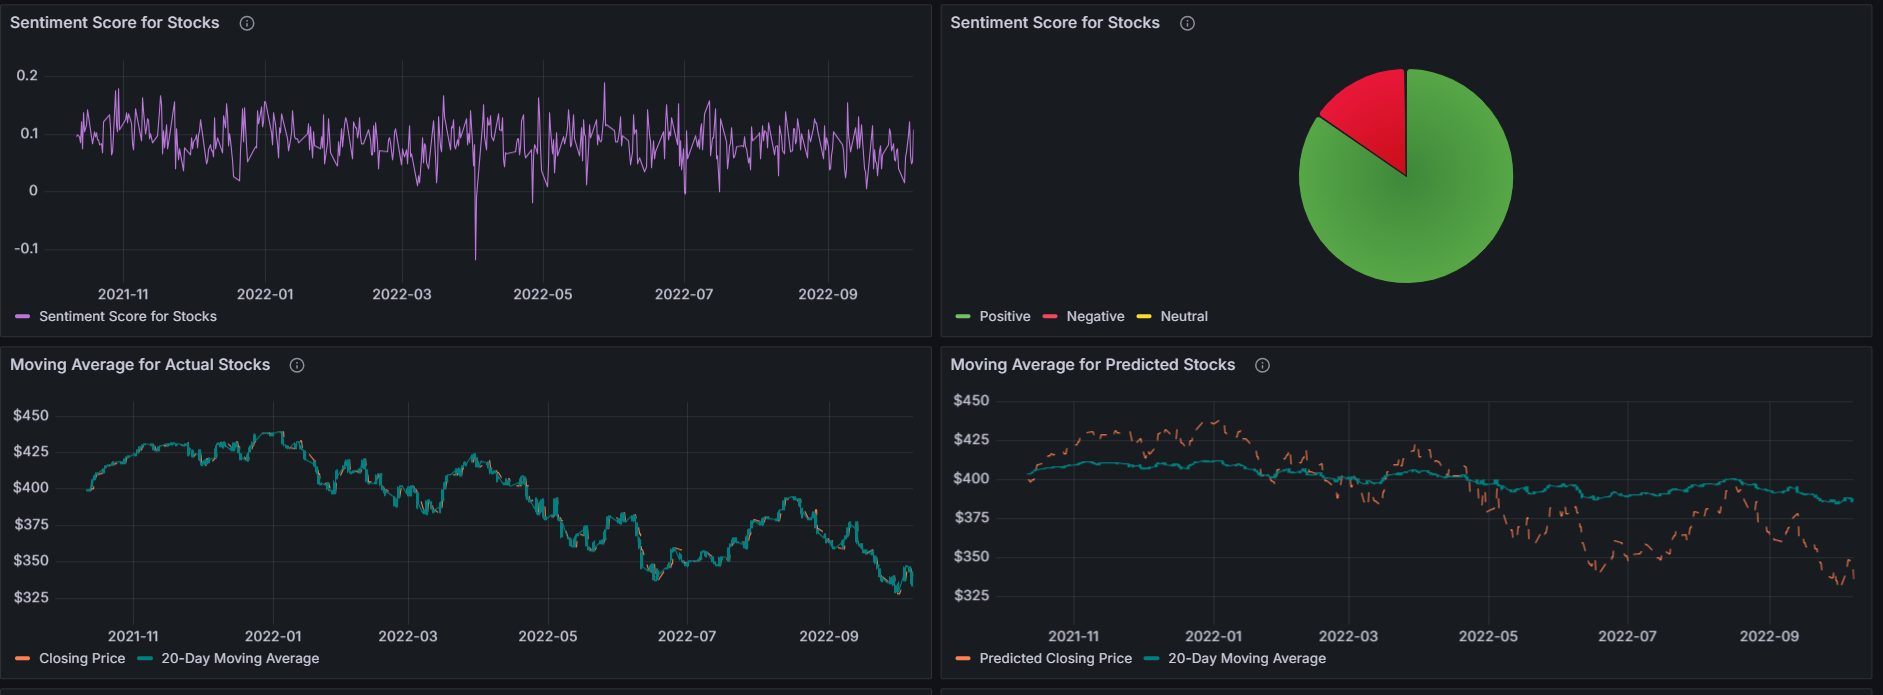 Sentiment Score for Stocks
0.2
0.1
0
-0.1
2021-11 2022-01 2022-03 2022-05 2022-07 2022-09
Sentiment Score for Stocks
Sentiment Score for Stocks
Positive Negative Neutral
Moving Average for Actual Stocks
$450
$425
$400
$375
$350
$325
2021-11 2022-01 2022-03 2022-05 2022-07 2022-09
Closing Price 20-Day Moving Average
Moving Average for Predicted Stocks
$450
$425
$400
$375
$350
$325
2021-11 2022-01 2022-03 2022-05 2022-07 2022-09
Predicted Closing Price 20-Day Moving Average